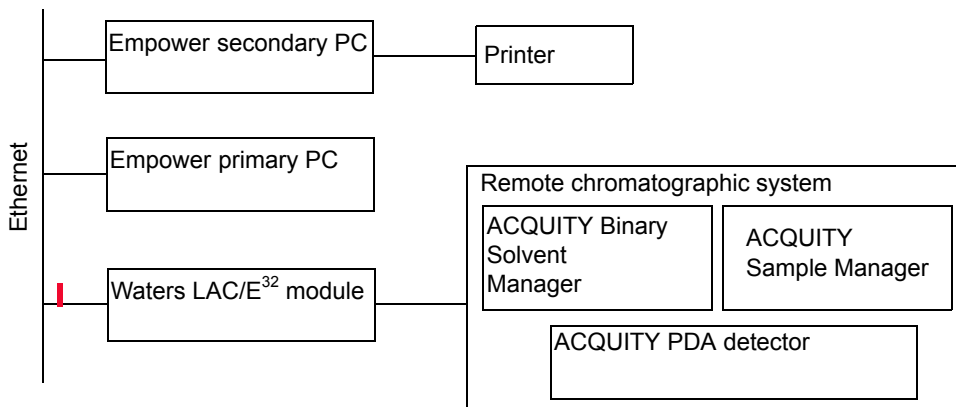 Ethernet
Empower secondary PC
Printer
Empower primary PC
Remote chromatographic system
ACQUITY Binary
Solvent
Manager
ACQUITY
Sample Manager
Waters LAC/E³² module
ACQUITY PDA detector